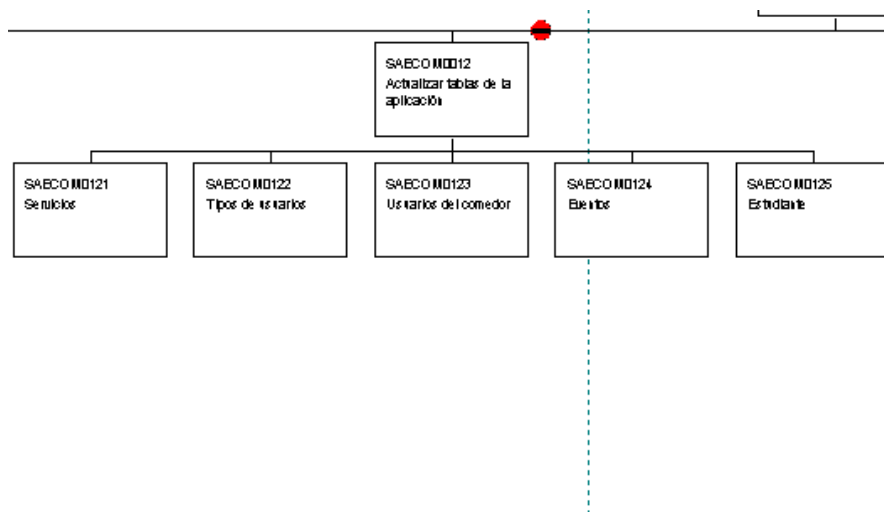 SAECOM0012
Actualizar tablas de la
aplicación
SAECOM0121
Servicios
SAECOM0122
Tipos de usuarios
SAECOM0123
Usuarios del comedor
SAECOM0124
Eventos
SAECOM0125
Estudiante